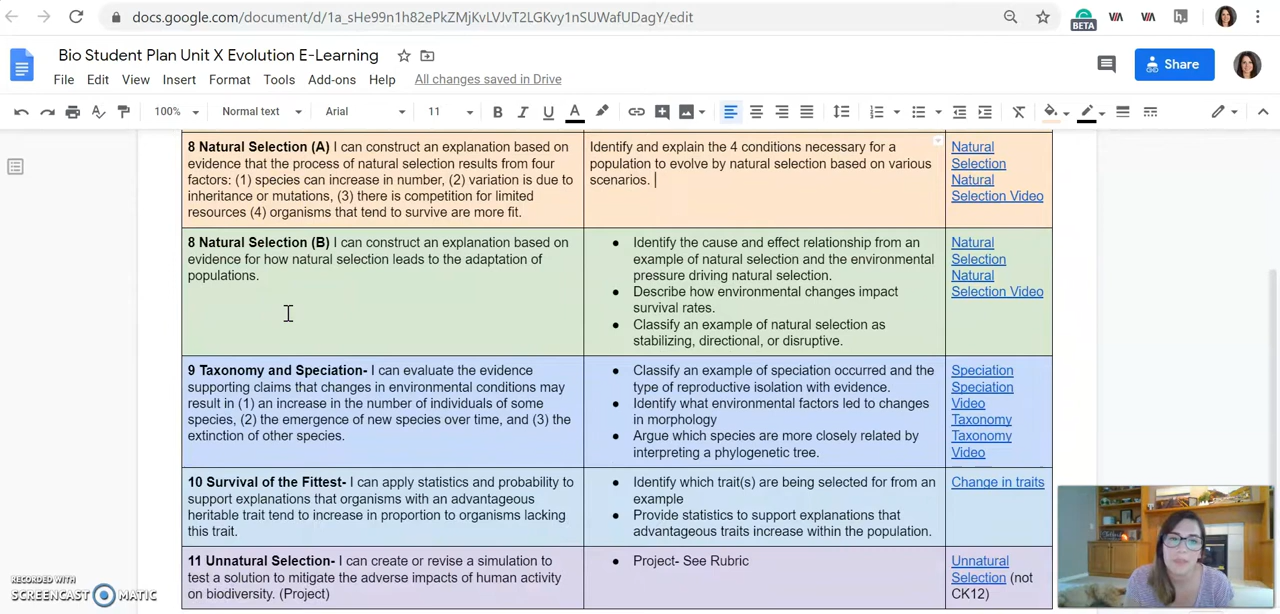 docs.google.com/document/d/1a_sHe99n1h82ePkZMjKvLVJvT2LGKvy1nSUWafUDagY/edit
BETA
Bio Student Plan Unit X Evolution E-Learning
File Edit View Insert Format Tools Add-ons Help All changes saved in Drive
Share
100% Normal text Arial 11 B I U A
8 Natural Selection (A) I can construct an explanation based on
evidence that the process of natural selection results from four
factors: (1) species can increase in number, (2) variation is due to
inheritance or mutations, (3) there is competition for limited
resources (4) organisms that tend to survive are more fit.
Identify and explain the 4 conditions necessary for a
population to evolve by natural selection based on various
scenarios.
Natural
Selection
Natural
Selection Video
8 Natural Selection (B) I can construct an explanation based on
evidence for how natural selection leads to the adaptation of
populations.
● Identify the cause and effect relationship from an
example of natural selection and the environmental
pressure driving natural selection.
● Describe how environmental changes impact
survival rates.
● Classify an example of natural selection as
stabilizing, directional, or disruptive.
Natural
Selection
Natural
Selection Video
9 Taxonomy and Speciation- I can evaluate the evidence
supporting claims that changes in environmental conditions may
result in (1) an increase in the number of individuals of some
species, (2) the emergence of new species over time, and (3) the
extinction of other species.
● Classify an example of speciation occurred and the
type of reproductive isolation with evidence.
● Identify what environmental factors led to changes
in morphology
● Argue which species are more closely related by
interpreting a phylogenetic tree.
Speciation
Speciation
Video
Taxonomy
Taxonomy
Video
10 Survival of the Fittest- I can apply statistics and probability to
support explanations that organisms with an advantageous
heritable trait tend to increase in proportion to organisms lacking
this trait.
● Identify which trait(s) are being selected for from an
example
● Provide statistics to support explanations that
advantageous traits increase within the population.
Change in traits
11 Unnatural Selection- I can create or revise a simulation to
test a solution to mitigate the adverse impacts of human activity
on biodiversity. (Project)
● Project- See Rubric
Unnatural
Selection (not
CK12)
RECORDED WITH
SCREENCAST MATIC